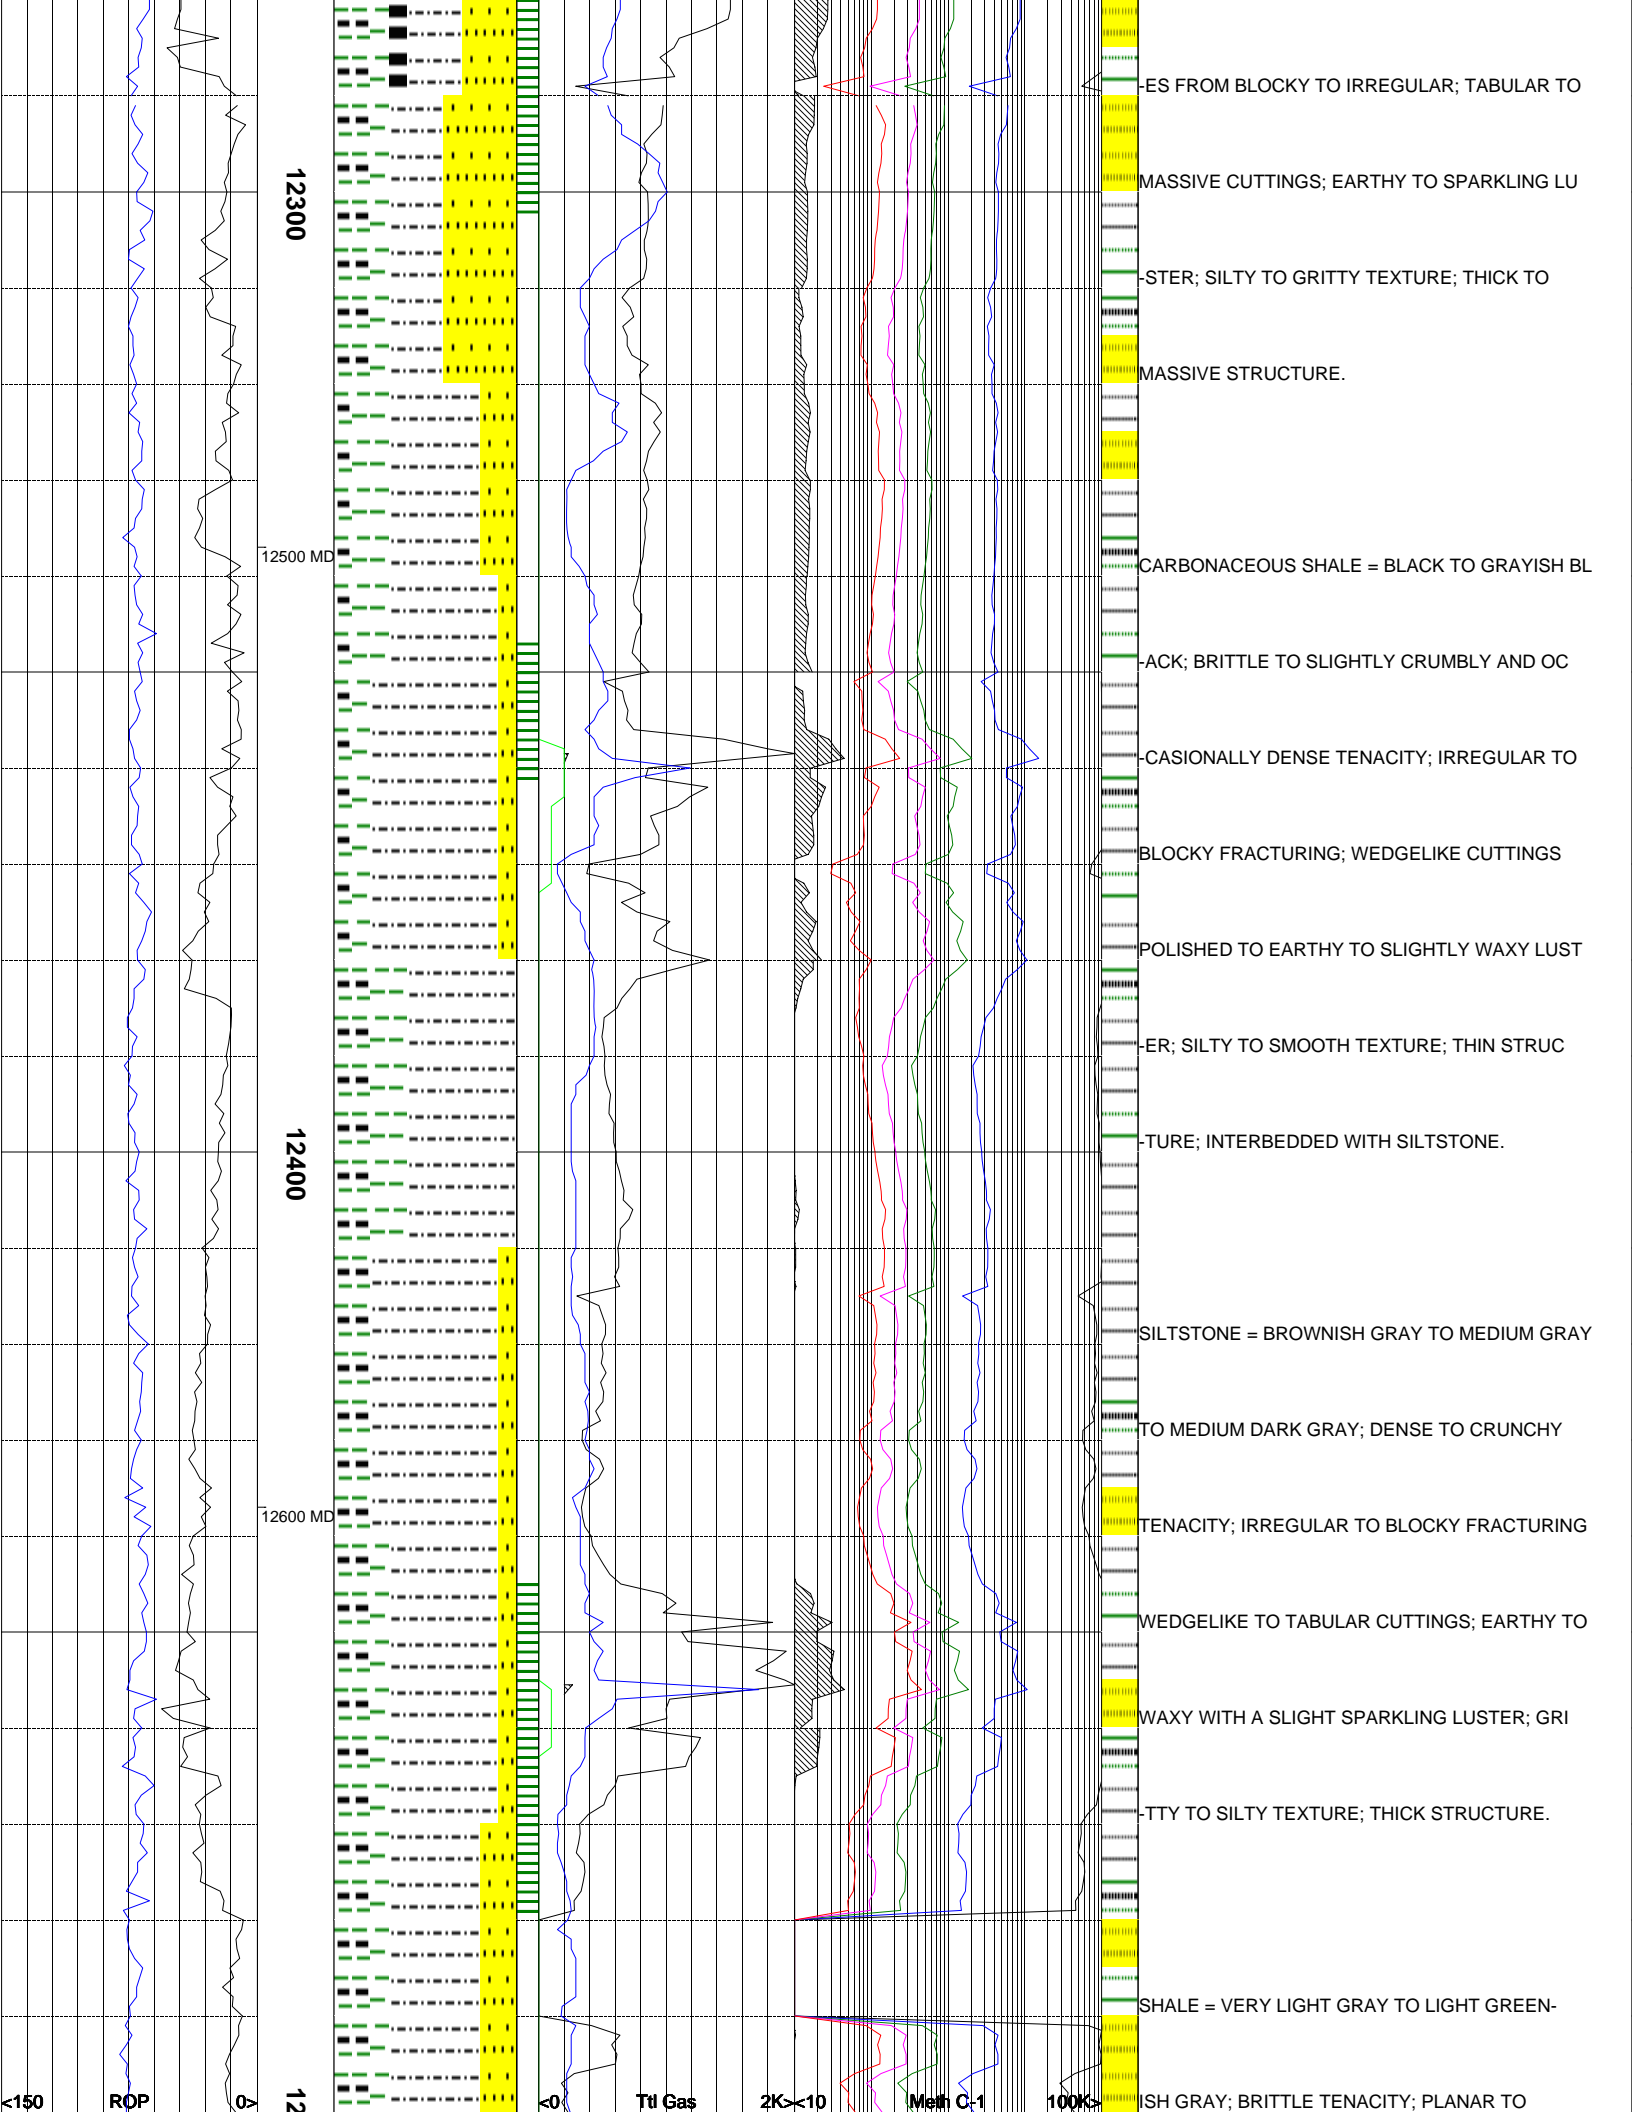 -ES FROM BLOCKY TO IRREGULAR; TABULAR TO
12300
MASSIVE CUTTINGS; EARTHY TO SPARKLING LU
-STER; SILTY TO GRITTY TEXTURE; THICK TO
MASSIVE STRUCTURE.
12500 MD
CARBONACEOUS SHALE = BLACK TO GRAYISH BL
-ACK; BRITTLE TO SLIGHTLY CRUMBLY AND OC
-CASIONALLY DENSE TENACITY; IRREGULAR TO
BLOCKY FRACTURING; WEDGELIKE CUTTINGS
POLISHED TO EARTHY TO SLIGHTLY WAXY LUST
-ER; SILTY TO SMOOTH TEXTURE; THIN STRUC
12400
-TURE; INTERBEDDED WITH SILTSTONE.
SILTSTONE = BROWNISH GRAY TO MEDIUM GRAY
TO MEDIUM DARK GRAY; DENSE TO CRUNCHY
12600 MD
TENACITY; IRREGULAR TO BLOCKY FRACTURING
WEDGELIKE TO TABULAR CUTTINGS; EARTHY TO
WAXY WITH A SLIGHT SPARKLING LUSTER; GRI
-TTY TO SILTY TEXTURE; THICK STRUCTURE.
SHALE = VERY LIGHT GRAY TO LIGHT GREEN-
<150 ROP 0> <0 Ttl Gas 2K> <10 Meth C-1 100K>
ISH GRAY; BRITTLE TENACITY; PLANAR TO